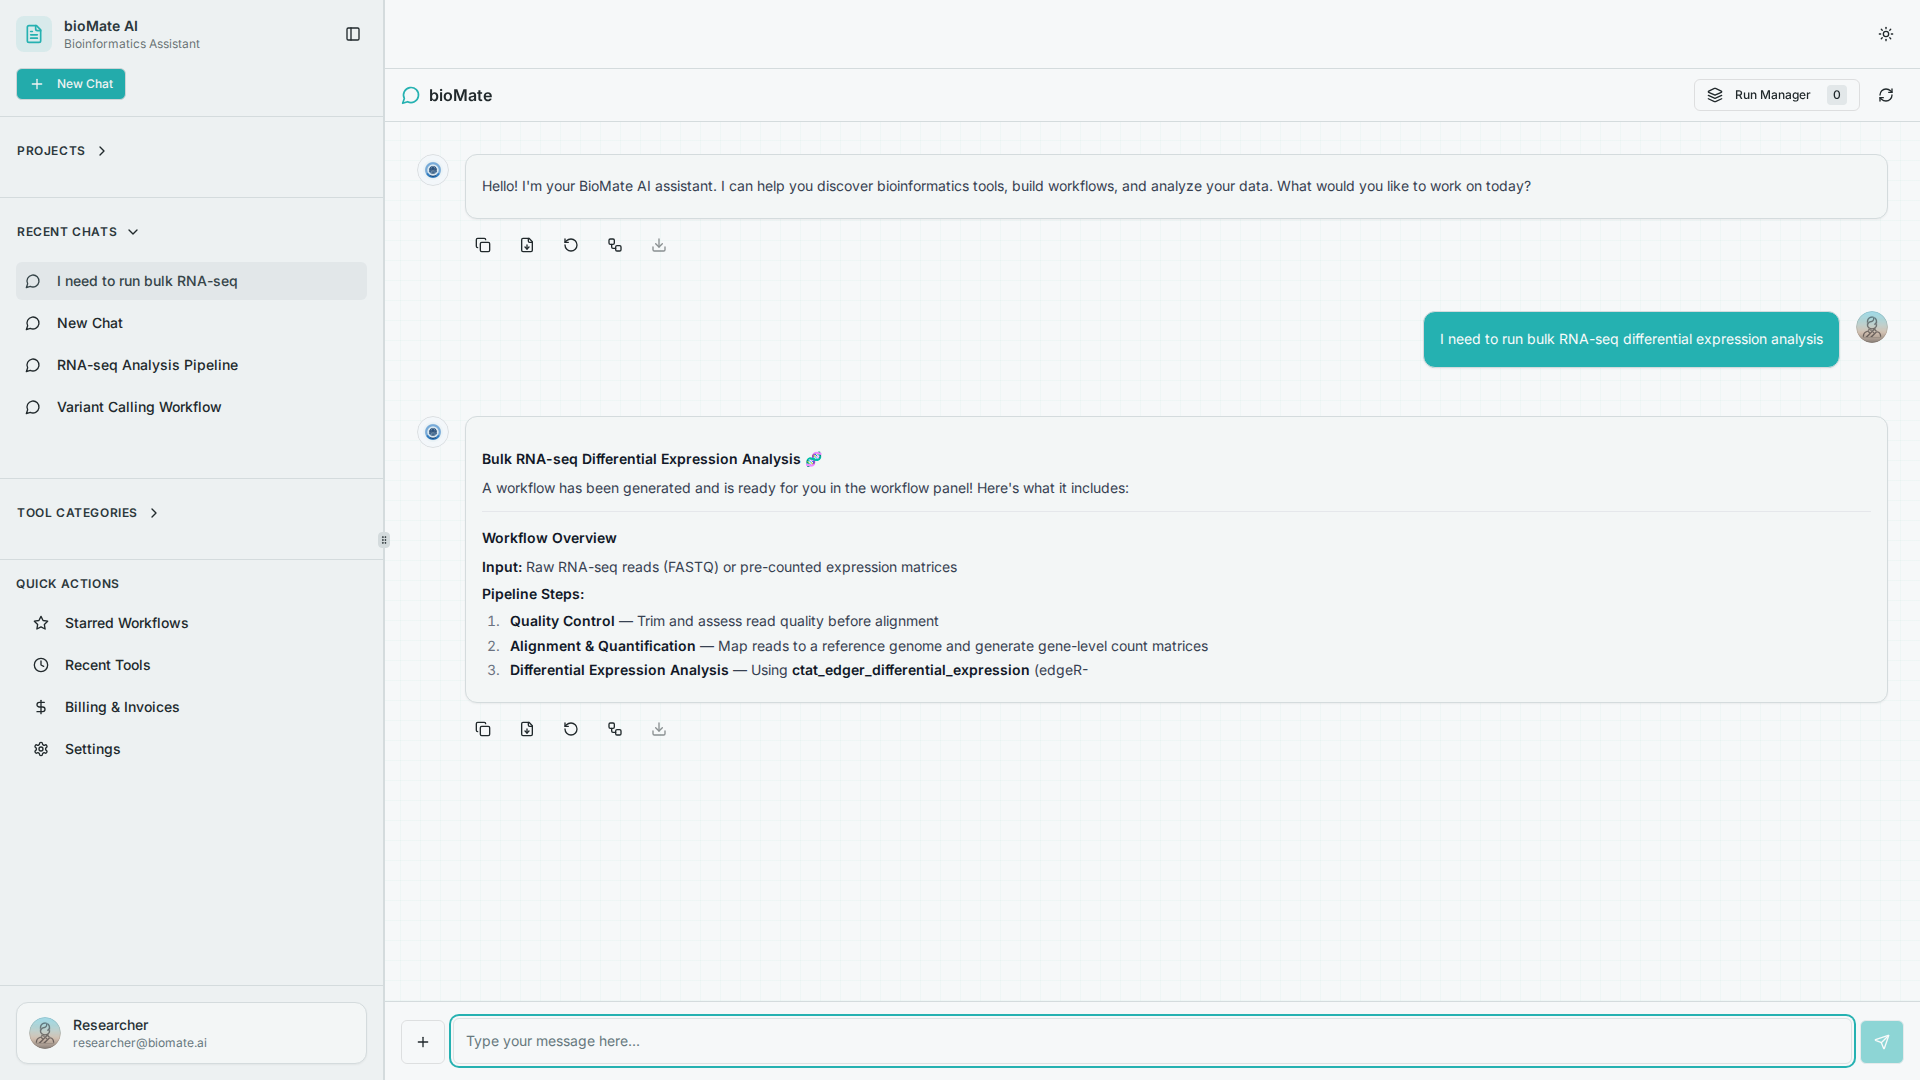 bioMate AI
Bioinformatics Assistant
New Chat
PROJECTS
RECENT CHATS
I need to run bulk RNA-seq
New Chat
RNA-seq Analysis Pipeline
Variant Calling Workflow
TOOL CATEGORIES
QUICK ACTIONS
Starred Workflows
Recent Tools
Billing & Invoices
Settings
Researcher
researcher@biomate.ai
bioMate
Run Manager 0
Hello! I'm your BioMate AI assistant. I can help you discover bioinformatics tools, build workflows, and analyze your data. What would you like to work on today?
I need to run bulk RNA-seq differential expression analysis
Bulk RNA-seq Differential Expression Analysis 🧬
A workflow has been generated and is ready for you in the workflow panel! Here's what it includes:
Workflow Overview
Input: Raw RNA-seq reads (FASTQ) or pre-counted expression matrices
Pipeline Steps:
1. Quality Control — Trim and assess read quality before alignment
2. Alignment & Quantification — Map reads to a reference genome and generate gene-level count matrices
3. Differential Expression Analysis — Using ctat_edger_differential_expression (edgeR-
Type your message here...